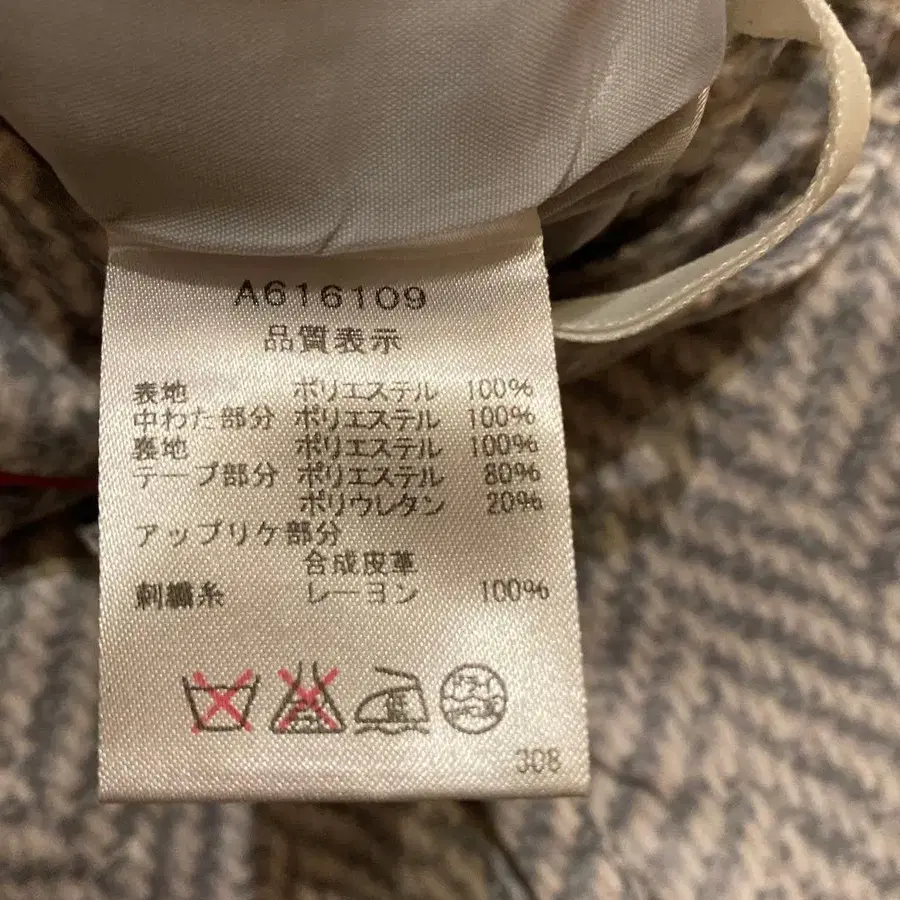 A616109
品質表示
表地 ポリエステル 100%
中わた部分 ポリエステル 100%
裏地 ポリエステル 100%
テープ部分 ポリエステル 80%
ポリウレタン 20%
アップリケ部分
合成皮革
刺繍糸 レーヨン 100%
308